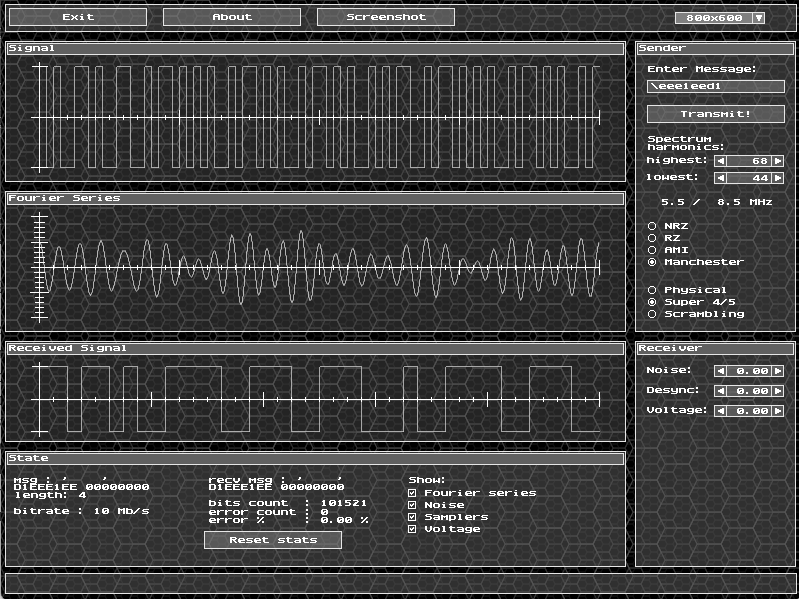 Exit About Screenshot 800x600
Signal
Sender
Enter Message:
\eee1eed1
Transmit!
Spectrum
harmonics:
highest: 68
lowest: 44
5.5 / 8.5 MHz
NRZ
RZ
AMI
Manchester
Physical
Super 4/5
Scrambling
Fourier Series
Received Signal
Receiver
Noise: 0.00
Desync: 0.00
Voltage: 0.00
State
msg : ' '
D1EEE1EE 00000000
length: 4
bitrate : 10 Mb/s
recv msg : ' '
D1EEE1EE 00000000
bits count : 101521
error count : 0
error % : 0.00 %
Reset stats
Show:
Fourier series
Noise
Samplers
Voltage